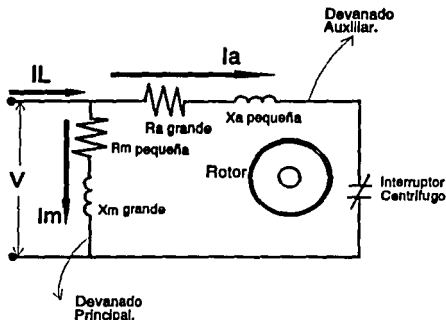 Devanado
Auxiliar.
IL
Ia
Ra grande
Xa pequeña
Rm pequeña
V
Im
Xm grande
Rotor
Interruptor
Centrífugo
Devanado
Principal.